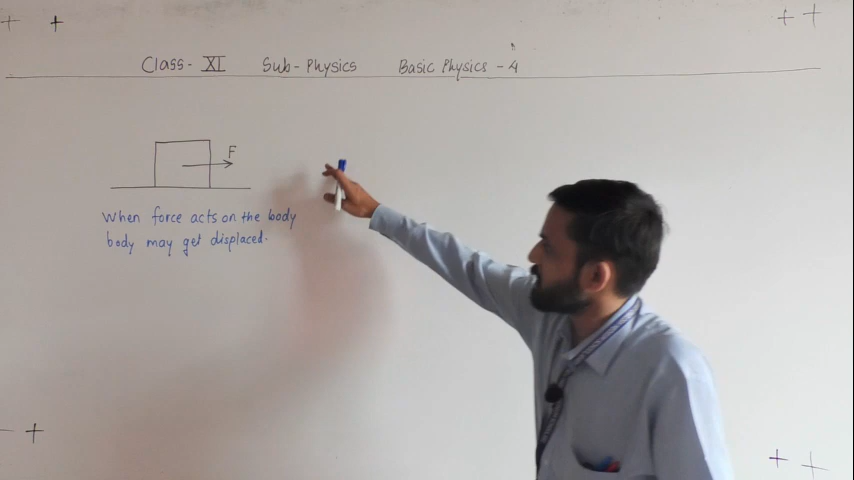 Class - XI Sub - Physics Basic Physics - 4
F
When force acts on the body
body may get displaced.